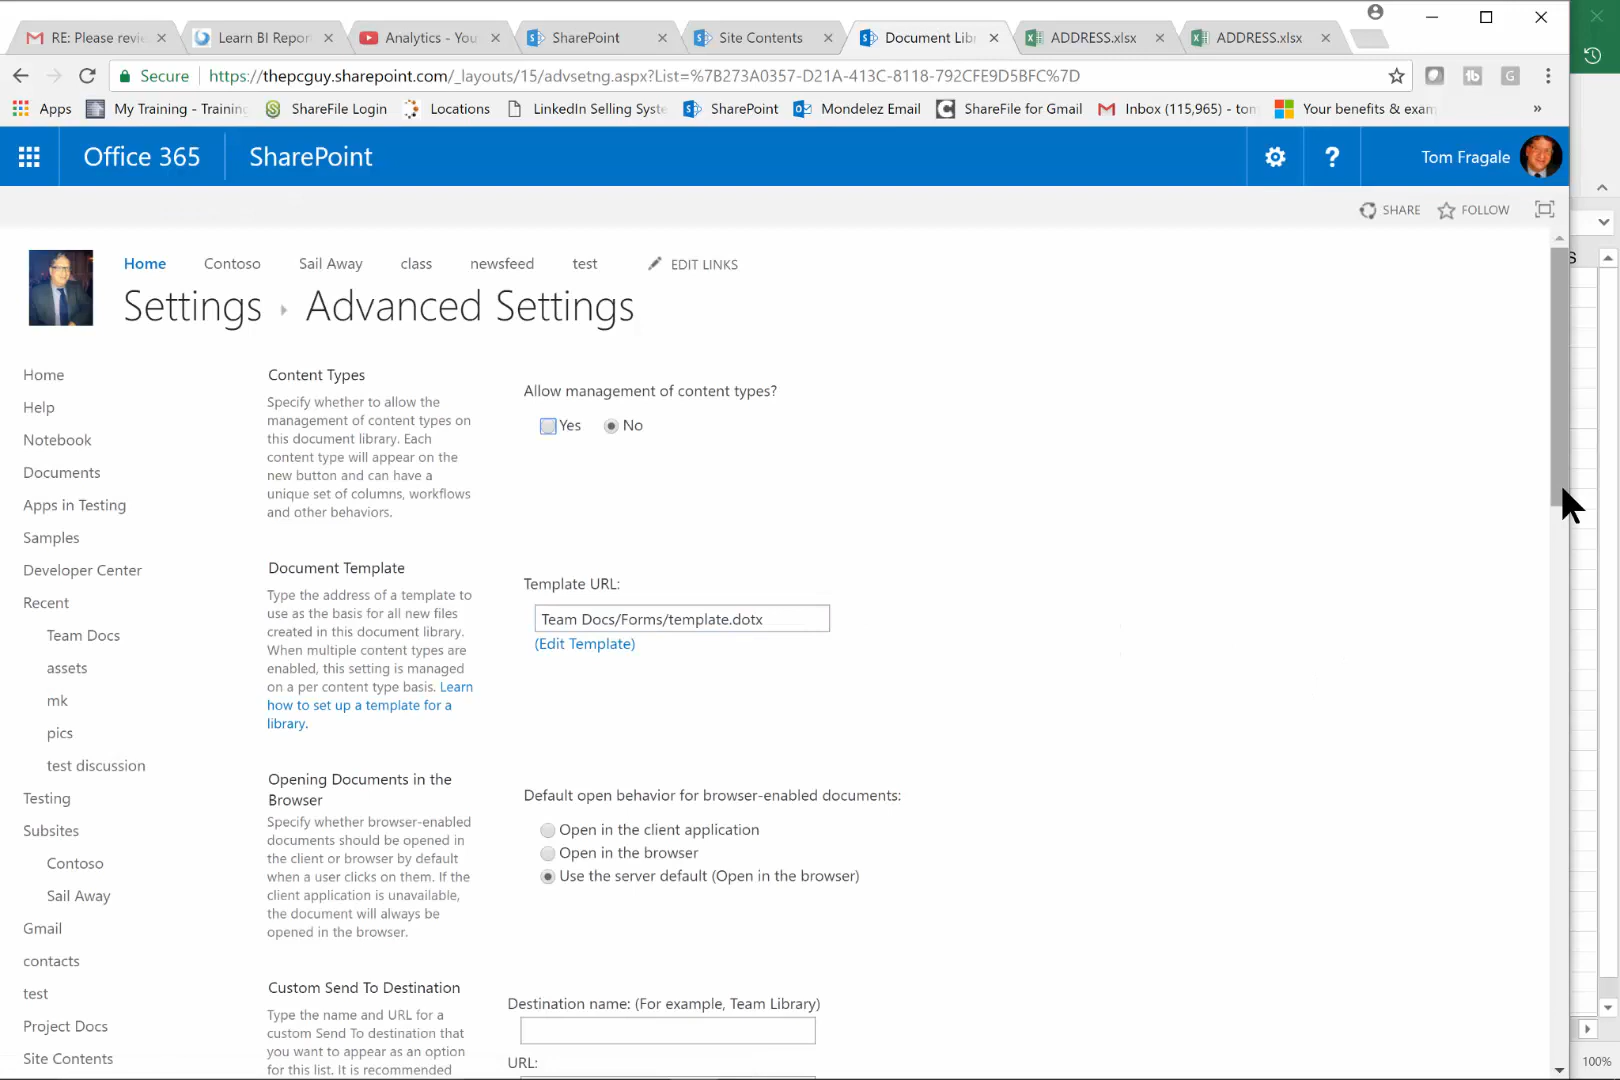 RE: Please revie
Learn BI Repor
Analytics - You
SharePoint
Site Contents
Document Libr
ADDRESS.xlsx
ADDRESS.xlsx
Secure
https://thepcguy.sharepoint.com/_layouts/15/advsetng.aspx?List=%7B273A0357-D21A-413C-8118-792CFE9D5BFC%7D
Apps
My Training - Training
ShareFile Login
Locations
LinkedIn Selling Syste
SharePoint
Mondelez Email
ShareFile for Gmail
Inbox (115,965) - tom
Your benefits & exam
»
Office 365
SharePoint
?
Tom Fragale
SHARE
FOLLOW
Home
Contoso
Sail Away
class
newsfeed
test
EDIT LINKS
Settings ▸ Advanced Settings
Home
Help
Notebook
Documents
Apps in Testing
Samples
Developer Center
Recent
Team Docs
assets
mk
pics
test discussion
Testing
Subsites
Contoso
Sail Away
Gmail
contacts
test
Project Docs
Site Contents
Content Types
Specify whether to allow the
management of content types on
this document library. Each
content type will appear on the
new button and can have a
unique set of columns, workflows
and other behaviors.
Allow management of content types?
Yes
No
Document Template
Type the address of a template to
use as the basis for all new files
created in this document library.
When multiple content types are
enabled, this setting is managed
on a per content type basis. Learn
how to set up a template for a
library.
Template URL:
Team Docs/Forms/template.dotx
(Edit Template)
Opening Documents in the
Browser
Specify whether browser-enabled
documents should be opened in
the client or browser by default
when a user clicks on them. If the
client application is unavailable,
the document will always be
opened in the browser.
Default open behavior for browser-enabled documents:
Open in the client application
Open in the browser
Use the server default (Open in the browser)
Custom Send To Destination
Type the name and URL for a
custom Send To destination that
you want to appear as an option
for this list. It is recommended
Destination name: (For example, Team Library)
URL:
S
100%